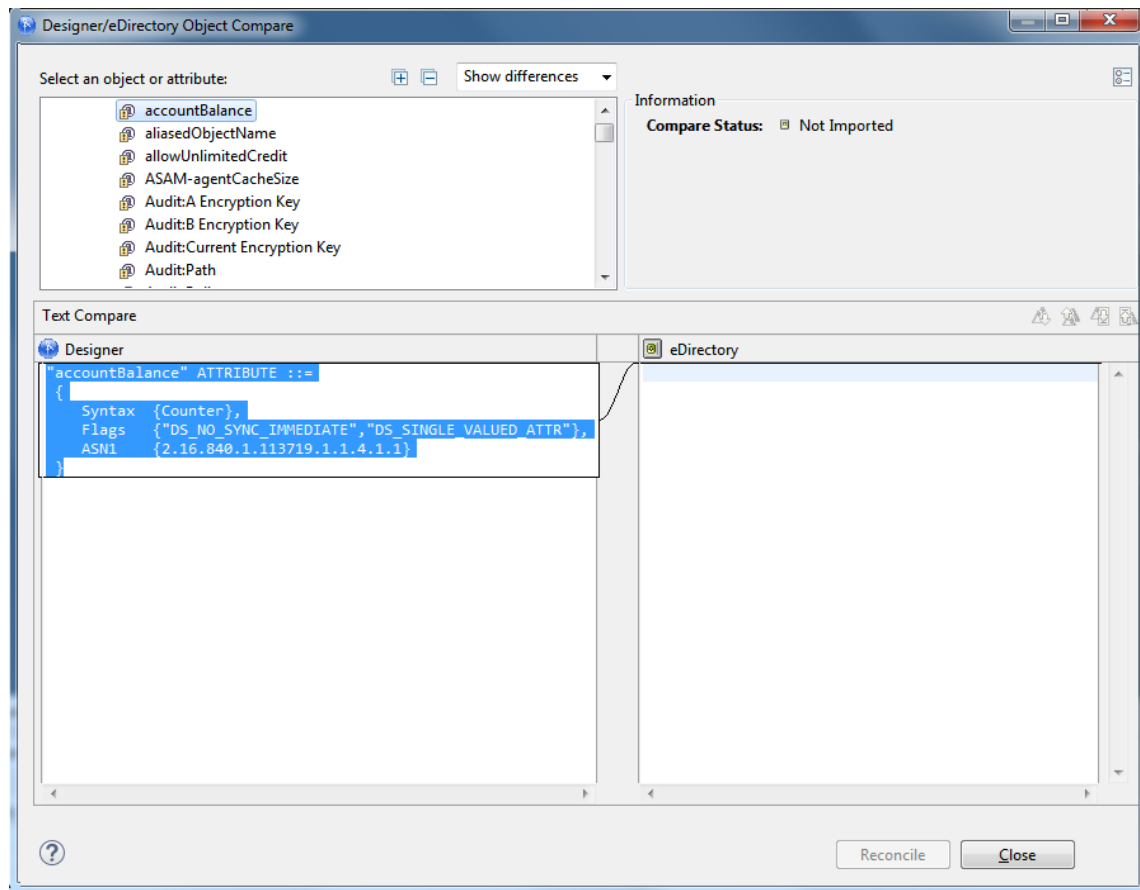 Designer/eDirectory Object Compare
Select an object or attribute:
Show differences
accountBalance
aliasedObjectName
allowUnlimitedCredit
ASAM-agentCacheSize
Audit:A Encryption Key
Audit:B Encryption Key
Audit:Current Encryption Key
Audit:Path
Information
Compare Status: Not Imported
Text Compare
Designer
eDirectory
"accountBalance" ATTRIBUTE ::=
{
Syntax {Counter},
Flags {"DS_NO_SYNC_IMMEDIATE","DS_SINGLE_VALUED_ATTR"},
ASN1 {2.16.840.1.113719.1.1.4.1.1}
}
Reconcile
Close